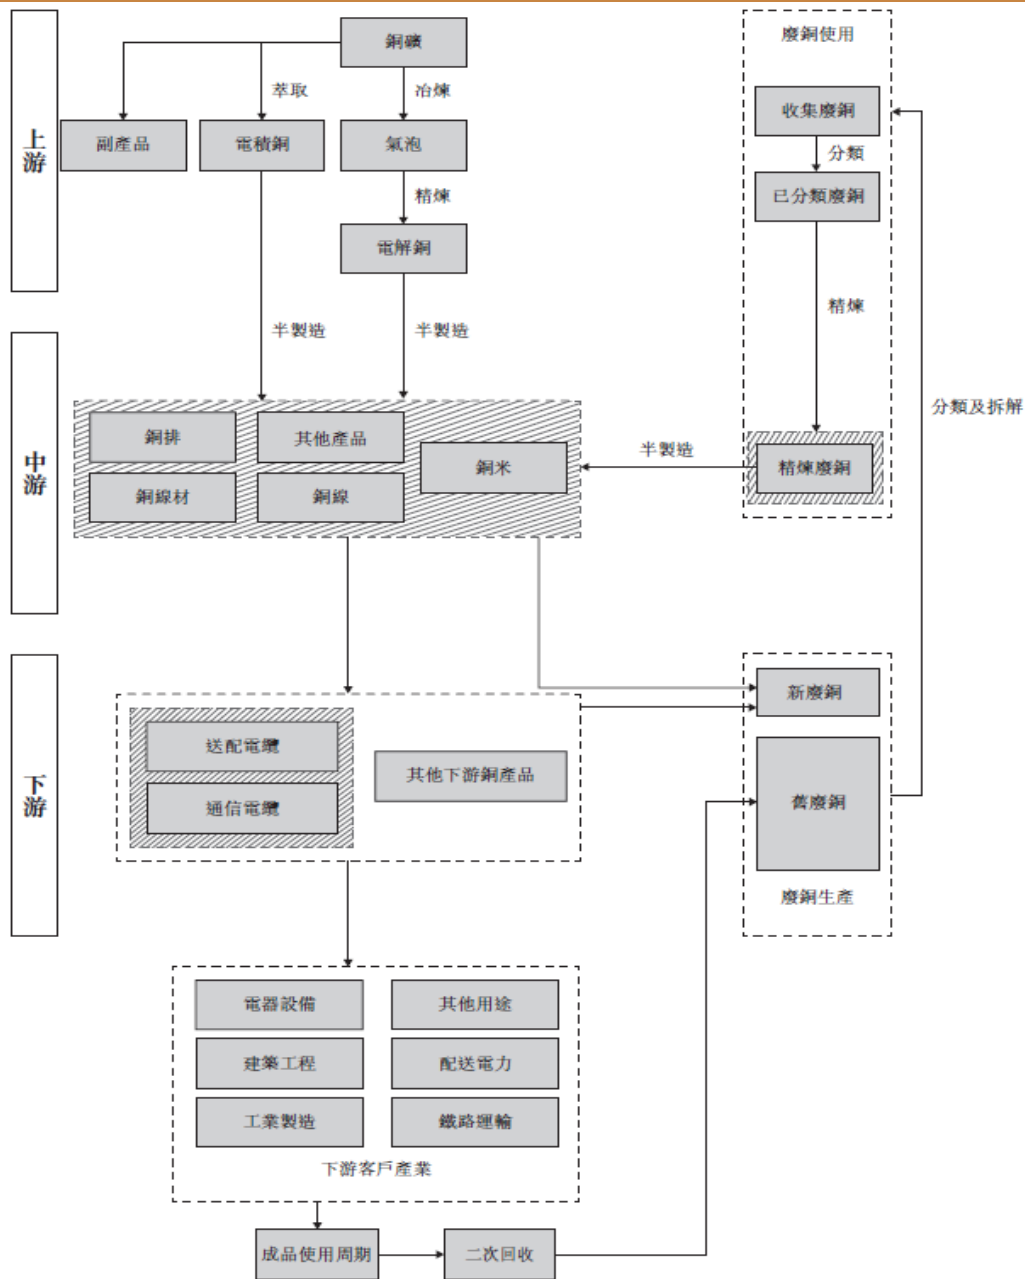 銅礦
廢銅使用
萃取
冶煉
收集廢銅
上游
副產品
電積銅
氣泡
分類
精煉
已分類廢銅
電解銅
精煉
半製造
半製造
分類及拆解
中游
銅排
其他產品
銅米
半製造
精煉廢銅
銅線材
銅線
新廢銅
下游
送配電纜
其他下游銅產品
通信電纜
舊廢銅
廢銅生產
電器設備
其他用途
建築工程
配送電力
工業製造
鐵路運輸
下游客戶產業
成品使用周期
二次回收